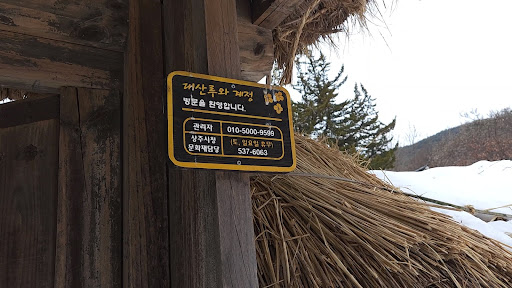 대산루와 계정
방문을 환영합니다.
관리자 010-5000-9599
상주시청 (토, 일요일 휴무)
문화재담당 537-6063